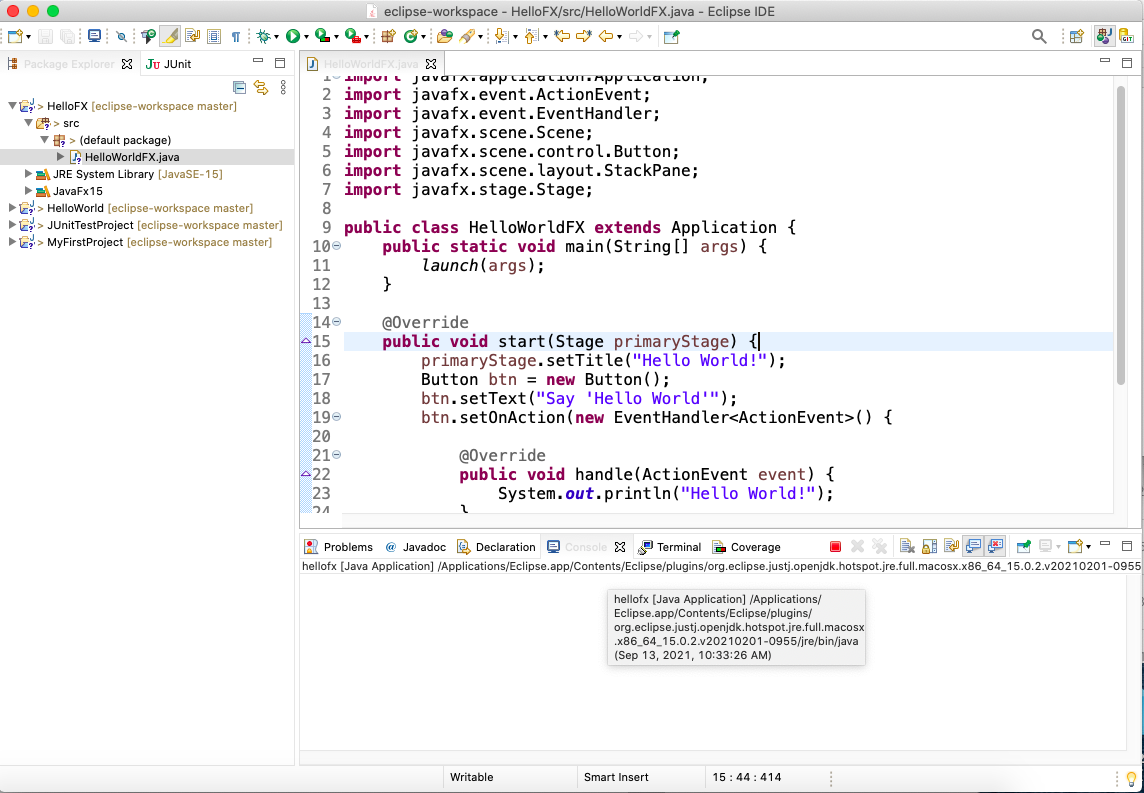 eclipse-workspace - HelloFX/src/HelloWorldFX.java - Eclipse IDE
Package Explorer
JUnit
HelloFX [eclipse-workspace master]
src
(default package)
HelloWorldFX.java
JRE System Library [JavaSE-15]
JavaFx15
HelloWorld [eclipse-workspace master]
JUnitTestProject [eclipse-workspace master]
MyFirstProject [eclipse-workspace master]
HelloWorldFX.java
1 import javafx.application.Application;
2 import javafx.event.ActionEvent;
3 import javafx.event.EventHandler;
4 import javafx.scene.Scene;
5 import javafx.scene.control.Button;
6 import javafx.scene.layout.StackPane;
7 import javafx.stage.Stage;
8
9 public class HelloWorldFX extends Application {
10 public static void main(String[] args) {
11 launch(args);
12 }
13
14 @Override
15 public void start(Stage primaryStage) {
16 primaryStage.setTitle("Hello World!");
17 Button btn = new Button();
18 btn.setText("Say 'Hello World'");
19 btn.setOnAction(new EventHandler<ActionEvent>() {
20
21 @Override
22 public void handle(ActionEvent event) {
23 System.out.println("Hello World!");
24 }
Problems @ Javadoc Declaration Console Terminal Coverage
hellofx [Java Application] /Applications/Eclipse.app/Contents/Eclipse/plugins/org.eclipse.justj.openjdk.hotspot.jre.full.macosx.x86_64_15.0.2.v20210201-0955
hellofx [Java Application] /Applications/
Eclipse.app/Contents/Eclipse/plugins/
org.eclipse.justj.openjdk.hotspot.jre.full.macosx
.x86_64_15.0.2.v20210201-0955/jre/bin/java
(Sep 13, 2021, 10:33:26 AM)
Writable Smart Insert 15 : 44 : 414